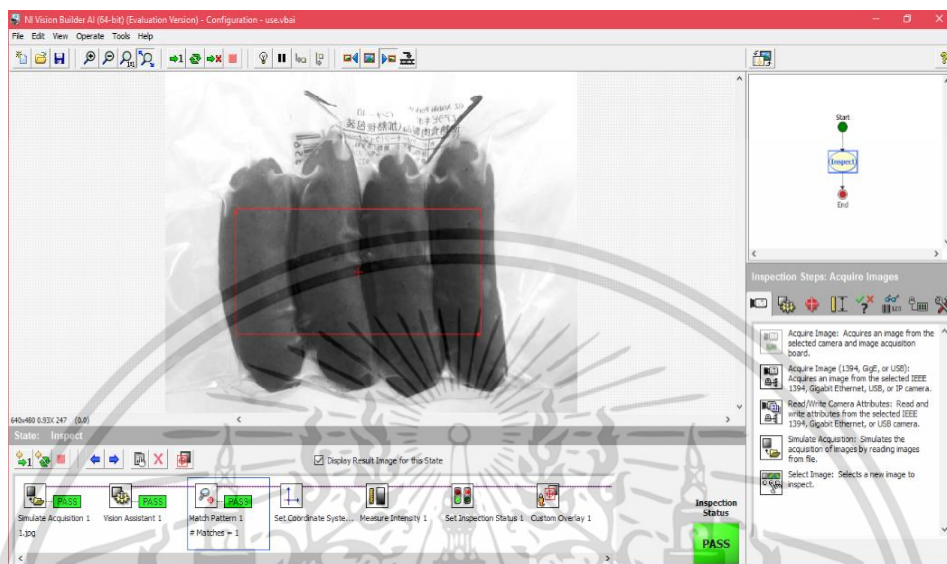 NI Vision Builder AI (64-bit) (Evaluation Version) - Configuration - use.vbai
File Edit View Operate Tools Help
Start
Inspect
End
Inspection Steps: Acquire Images
Acquire Image: Acquires an image from the
selected camera and image acquisition
board.
Acquire Image (1394, GigE, or USB):
Acquires an image from the selected IEEE
1394, Gigabit Ethernet, USB, or IP camera.
Read/Write Camera Attributes: Read and
write attributes from the selected IEEE
1394, Gigabit Ethernet, or USB camera.
Simulate Acquisition: Simulates the
acquisition of images by reading images
from file.
Select Image: Selects a new image to
inspect.
640x480 0.93X 247 (0,0)
State: Inspect
Display Result Image for this State
PASS PASS PASS
Simulate Acquisition 1 Vision Assistant 1 Match Pattern 1 Set Coordinate Syste... Measure Intensity 1 Set Inspection Status 1 Custom Overlay 1
1.jpg # Matches = 1
Inspection
Status
PASS